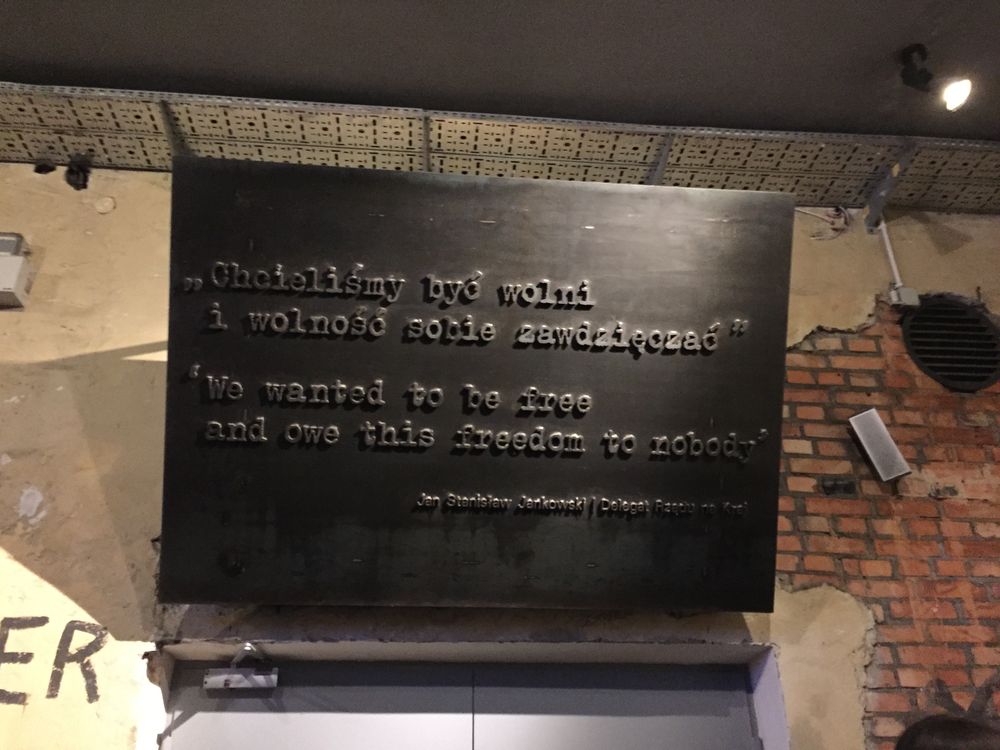 „Chcieliśmy być wolni
i wolność sobie zawdzięczać”
‘We wanted to be free
and owe this freedom to nobody’
Jan Stanisław Jankowski | Delegat Rządu na Kraj
ER